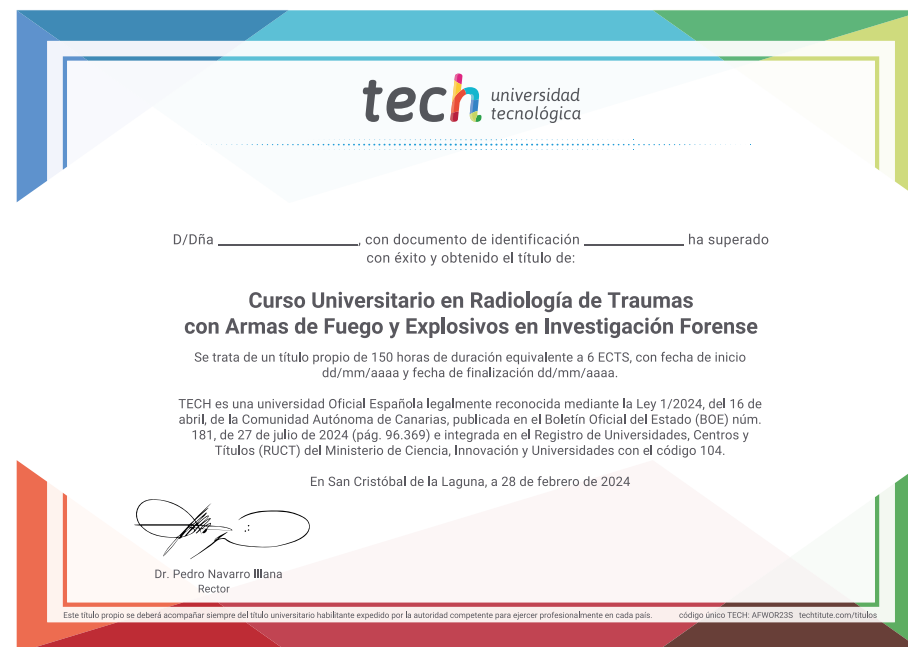 tech universidad
tecnológica
D/Dña ____________________, con documento de identificación ______________ ha superado
con éxito y obtenido el título de:
Curso Universitario en Radiología de Traumas
con Armas de Fuego y Explosivos en Investigación Forense
Se trata de un título propio de 150 horas de duración equivalente a 6 ECTS, con fecha de inicio
dd/mm/aaaa y fecha de finalización dd/mm/aaaa.
TECH es una universidad Oficial Española legalmente reconocida mediante la Ley 1/2024, del 16 de
abril, de la Comunidad Autónoma de Canarias, publicada en el Boletín Oficial del Estado (BOE) núm.
181, de 27 de julio de 2024 (pág. 96.369) e integrada en el Registro de Universidades, Centros y
Títulos (RUCT) del Ministerio de Ciencia, Innovación y Universidades con el código 104.
En San Cristóbal de la Laguna, a 28 de febrero de 2024
Dr. Pedro Navarro Illana
Rector
Este título propio se deberá acompañar siempre del título universitario habilitante expedido por la autoridad competente para ejercer profesionalmente en cada país. código único TECH: AFWOR23S techtitute.com/titulos